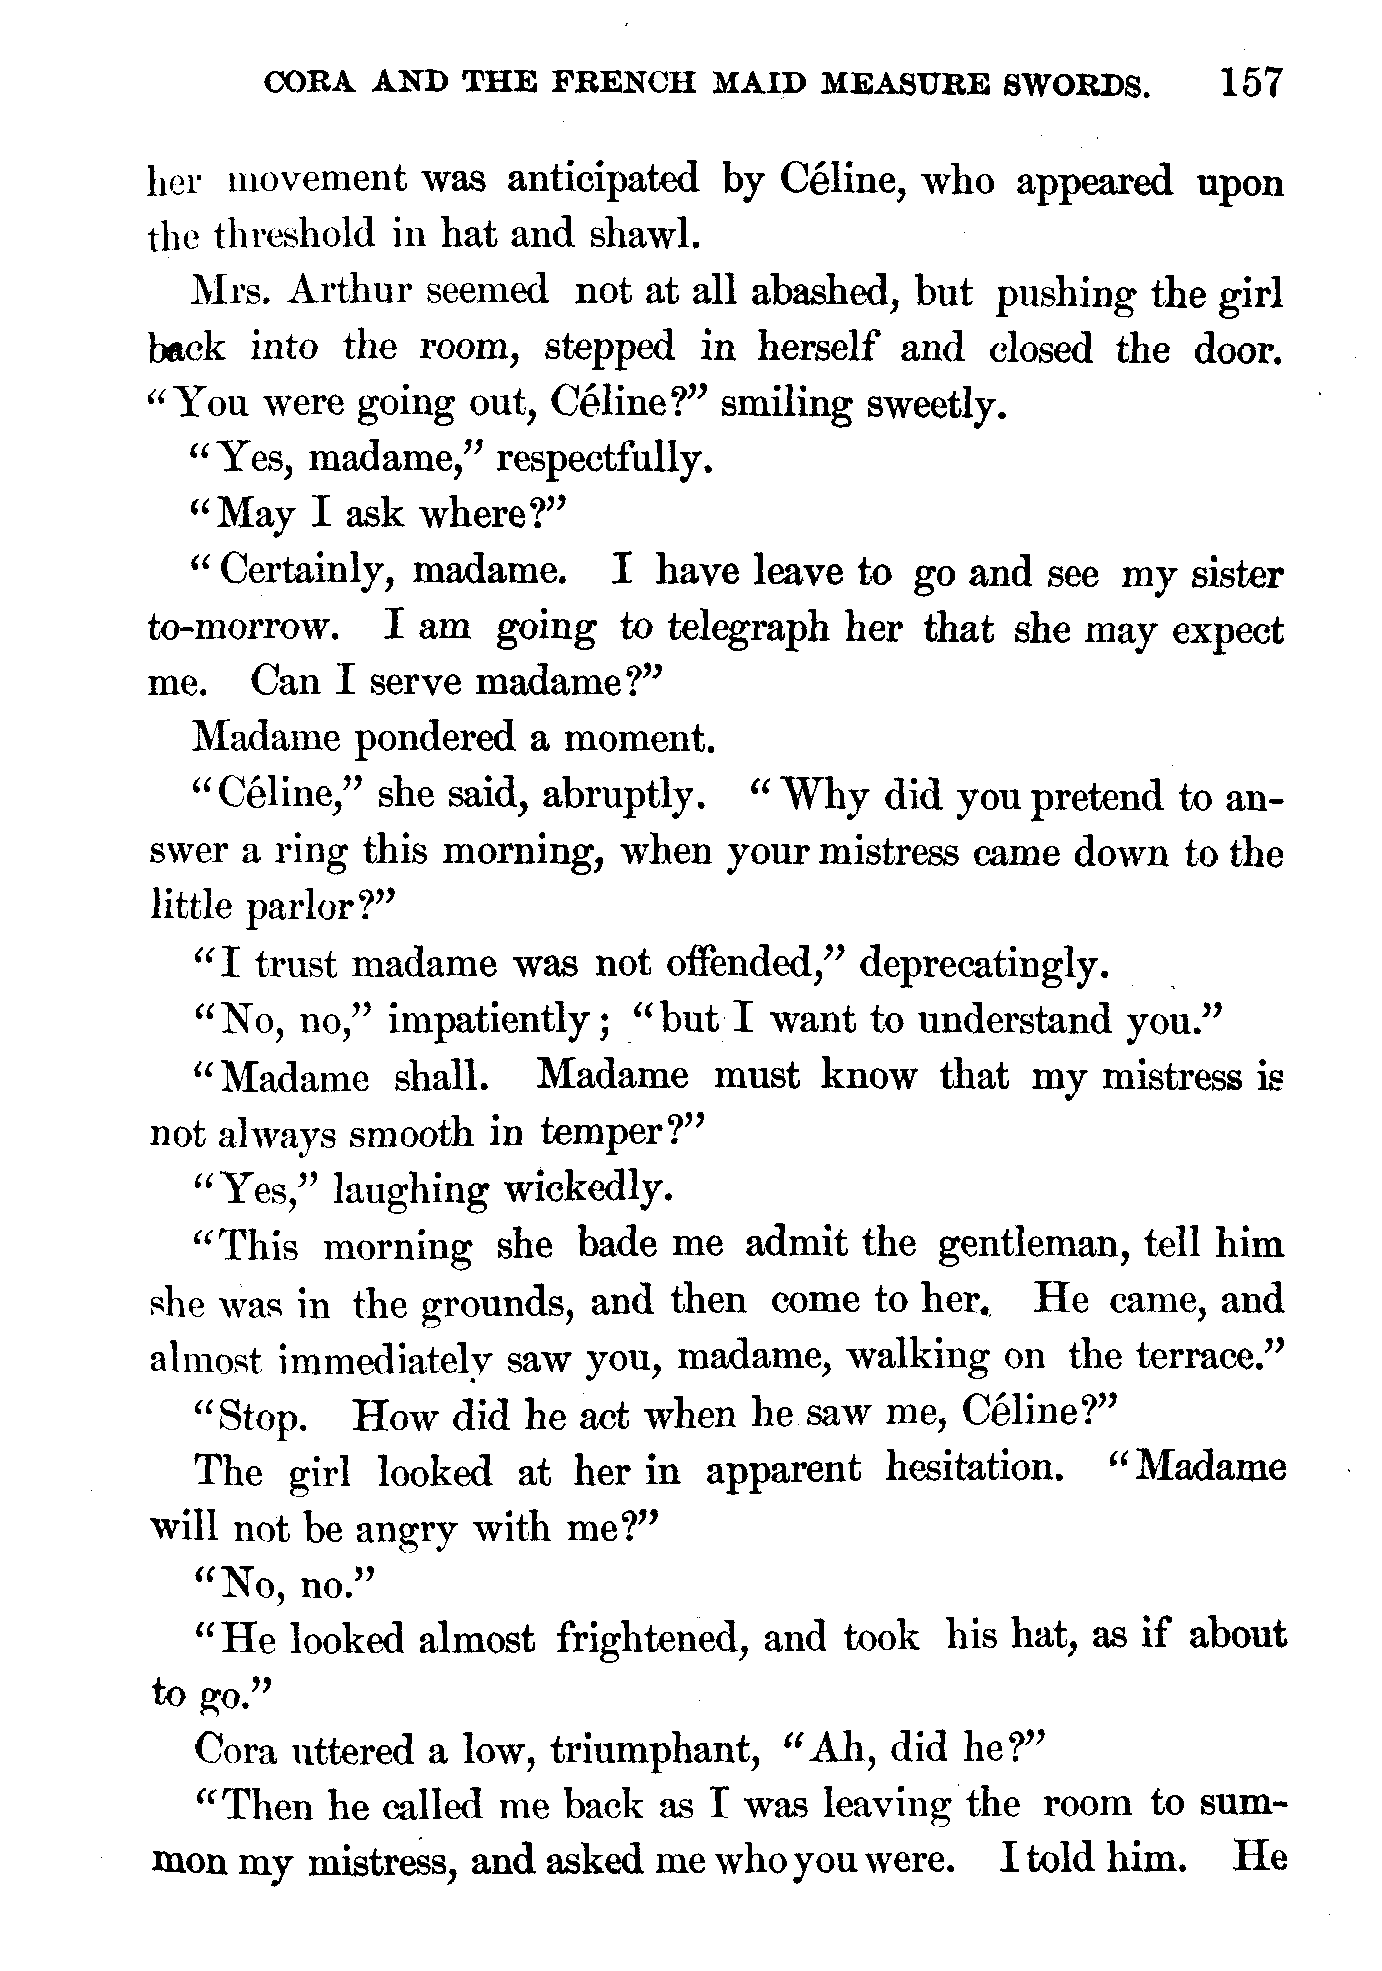 CORA AND THE FRENCH MAID MEASURE SWORDS. 157
her movement was anticipated by Céline, who appeared upon
the threshold in hat and shawl.
Mrs. Arthur seemed not at all abashed, but pushing the girl
back into the room, stepped in herself and closed the door.
“You were going out, Céline?” smiling sweetly.
“Yes, madame,” respectfully.
“May I ask where?”
“Certainly, madame. I have leave to go and see my sister
to-morrow. I am going to telegraph her that she may expect
me. Can I serve madame?”
Madame pondered a moment.
“Céline,” she said, abruptly. “Why did you pretend to an-
swer a ring this morning, when your mistress came down to the
little parlor?”
“I trust madame was not offended,” deprecatingly.
“No, no,” impatiently; “but I want to understand you.”
“Madame shall. Madame must know that my mistress is
not always smooth in temper?”
“Yes,” laughing wickedly.
“This morning she bade me admit the gentleman, tell him
she was in the grounds, and then come to her. He came, and
almost immediately saw you, madame, walking on the terrace.”
“Stop. How did he act when he saw me, Céline?”
The girl looked at her in apparent hesitation. “Madame
will not be angry with me?”
“No, no.”
“He looked almost frightened, and took his hat, as if about
to go.”
Cora uttered a low, triumphant, “Ah, did he?”
“Then he called me back as I was leaving the room to sum-
mon my mistress, and asked me who you were. I told him. He